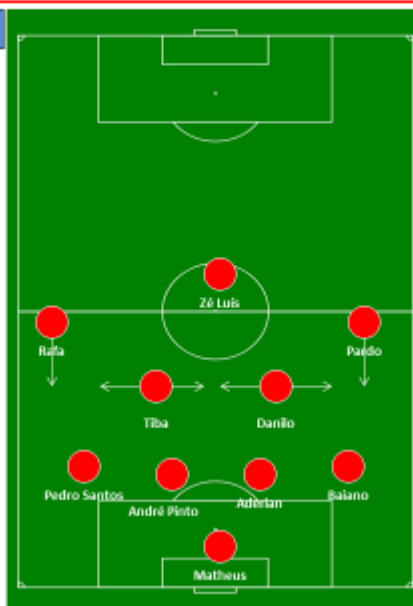 Zé Luis
Rafa
Pardo
Tiba
Danilo
Pedro Santos
André Pinto
Aderlan
Baiano
Matheus